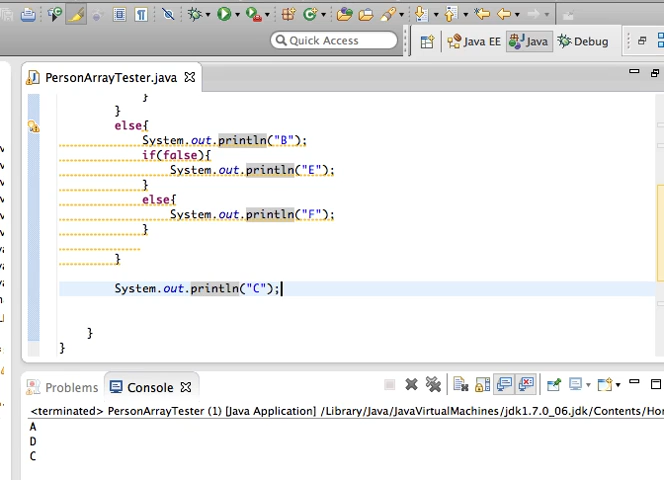 Quick Access
Java EE
Java
Debug
PersonArrayTester.java
}
}
else{
System.out.println("B");
if(false){
System.out.println("E");
}
else{
System.out.println("F");
}
}
System.out.println("C");
}
}
Problems
Console
<terminated> PersonArrayTester (1) [Java Application] /Library/Java/JavaVirtualMachines/jdk1.7.0_06.jdk/Contents/Ho
A
D
C